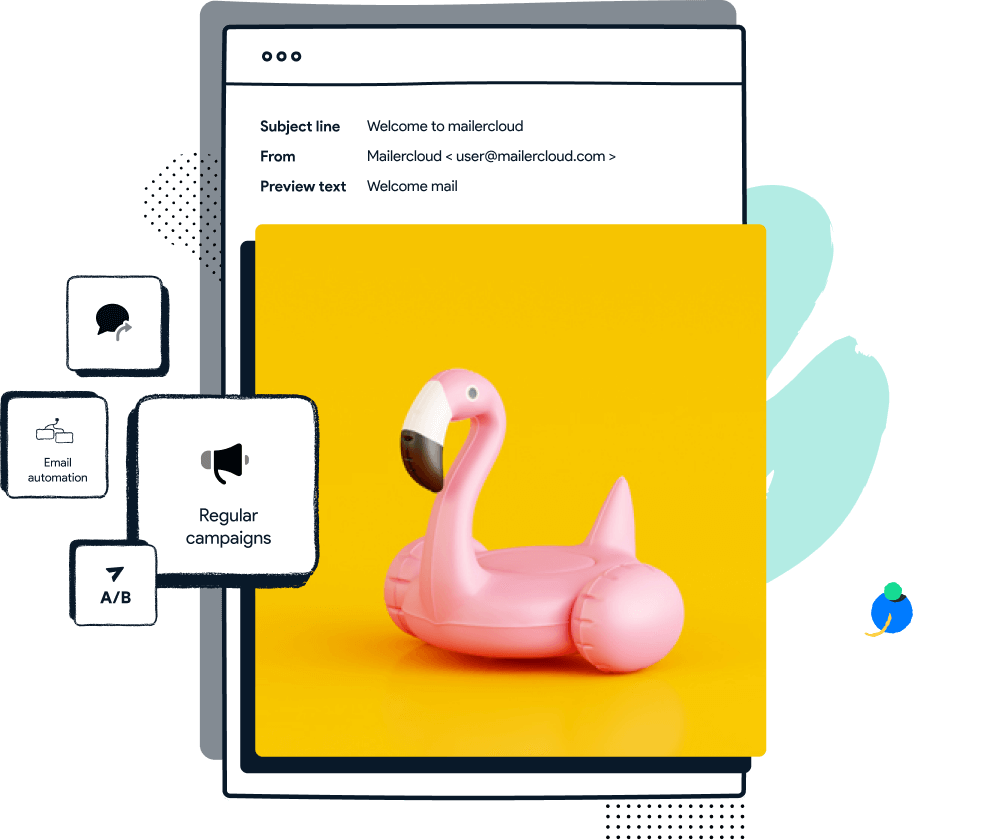 Subject line Welcome to mailercloud
From Mailercloud < user@mailercloud.com >
Preview text Welcome mail
Email
automation
Regular
campaigns
A/B